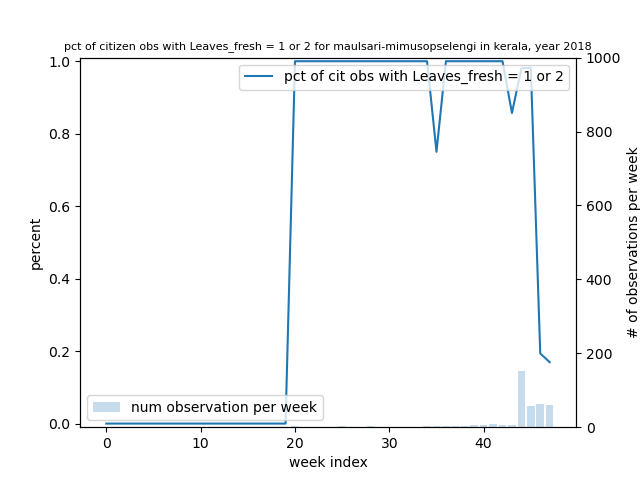 pct of citizen obs with Leaves_fresh = 1 or 2 for maulsari-mimusopselengi in kerala, year 2018
1.0
0.8
0.6
0.4
0.2
0.0
percent
pct of cit obs with Leaves_fresh = 1 or 2
num observation per week
0
10
20
30
40
week index
1000
800
600
400
200
0
# of observations per week